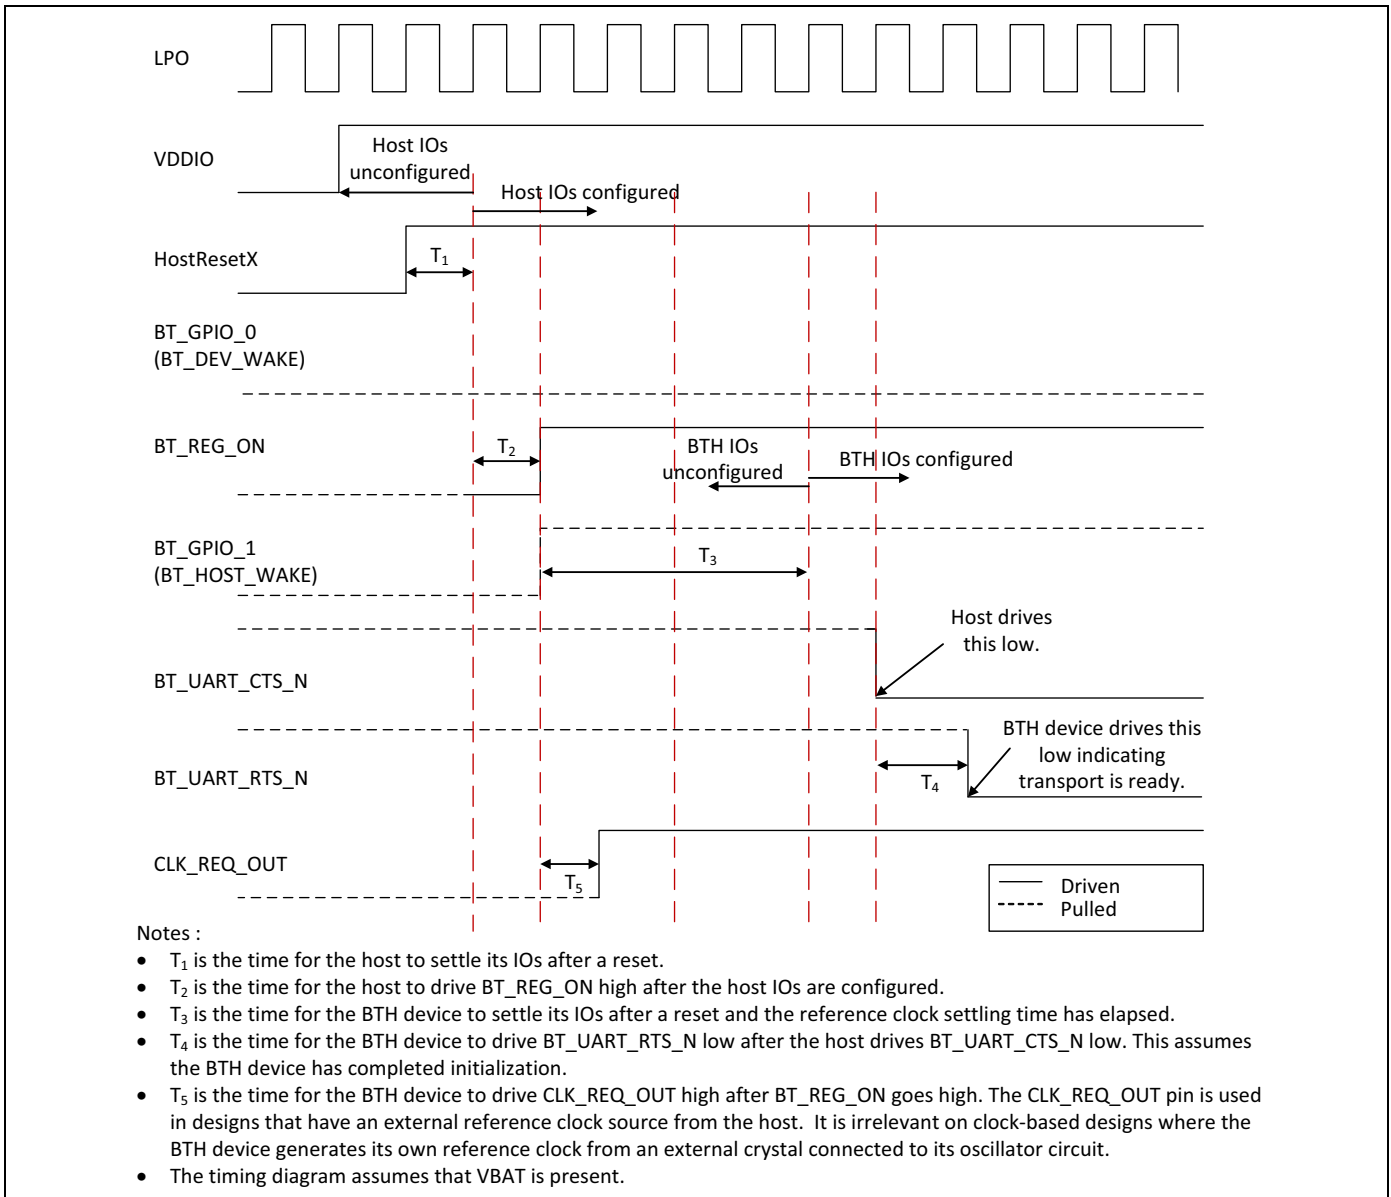 LPO
VDDIO
Host IOs
unconfigured
Host IOs configured
HostResetX
T1
BT_GPIO_0
(BT_DEV_WAKE)
BT_REG_ON
T2
BTH IOs
unconfigured
BTH IOs configured
BT_GPIO_1
(BT_HOST_WAKE)
T3
Host drives
this low.
BT_UART_CTS_N
BTH device drives this
low indicating
transport is ready.
BT_UART_RTS_N
T4
CLK_REQ_OUT
T5
Driven
Pulled
Notes :
• T1 is the time for the host to settle its IOs after a reset.
• T2 is the time for the host to drive BT_REG_ON high after the host IOs are configured.
• T3 is the time for the BTH device to settle its IOs after a reset and the reference clock settling time has elapsed.
• T4 is the time for the BTH device to drive BT_UART_RTS_N low after the host drives BT_UART_CTS_N low. This assumes
the BTH device has completed initialization.
• T5 is the time for the BTH device to drive CLK_REQ_OUT high after BT_REG_ON goes high. The CLK_REQ_OUT pin is used
in designs that have an external reference clock source from the host. It is irrelevant on clock-based designs where the
BTH device generates its own reference clock from an external crystal connected to its oscillator circuit.
• The timing diagram assumes that VBAT is present.